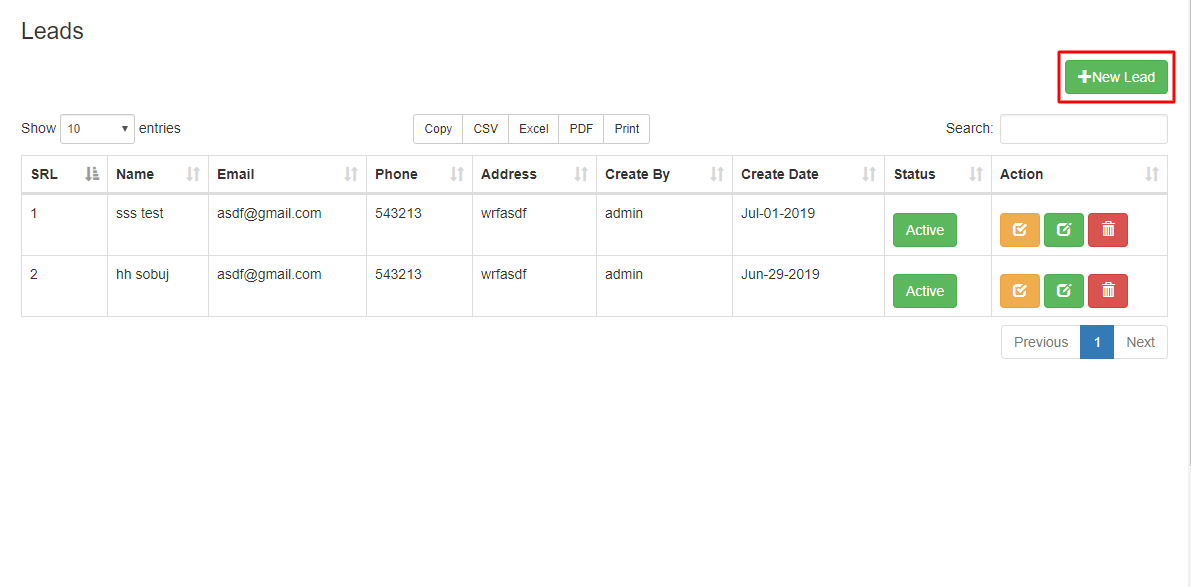 Leads
New Lead
Show 10 entries Copy CSV Excel PDF Print Search:
SRL Name Email Phone Address Create By Create Date Status Action
1 sss test asdf@gmail.com 543213 wrfasdf admin Jul-01-2019 Active
2 hh sobuj asdf@gmail.com 543213 wrfasdf admin Jun-29-2019 Active
Previous 1 Next